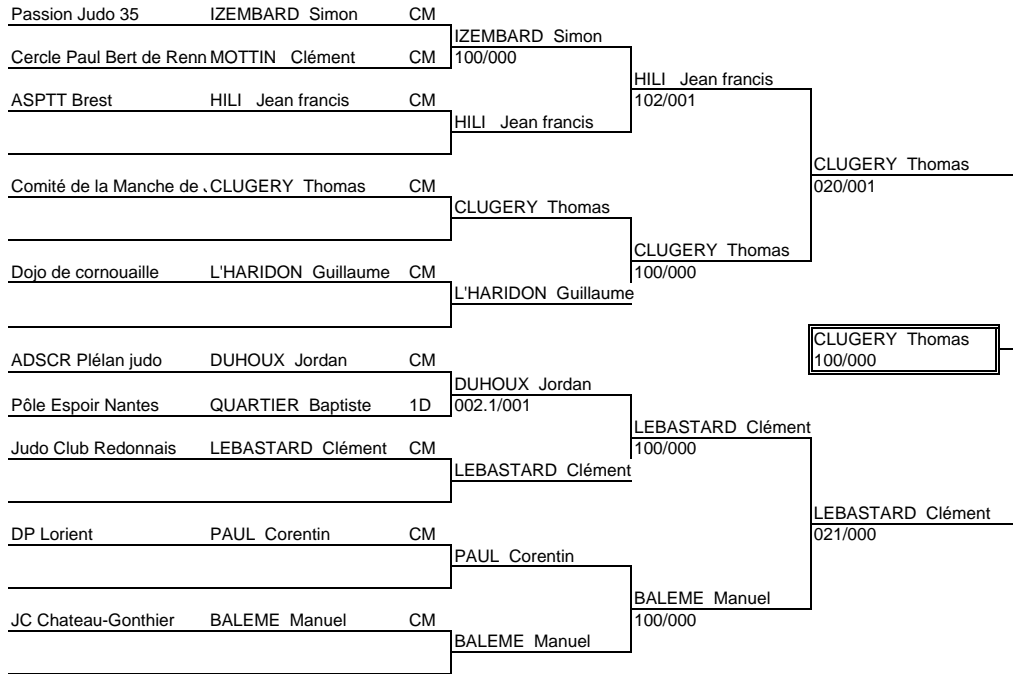 Passion Judo 35 IZEMBARD Simon CM
IZEMBARD Simon
Cercle Paul Bert de Renn MOTTIN Clément CM 100/000
HILI Jean francis
ASPTT Brest HILI Jean francis CM 102/001
HILI Jean francis
CLUGERY Thomas
Comité de la Manche de CLUGERY Thomas CM 020/001
CLUGERY Thomas
CLUGERY Thomas
Dojo de cornouaille L'HARIDON Guillaume CM 100/000
L'HARIDON Guillaume
CLUGERY Thomas
ADSCR Plélan judo DUHOUX Jordan CM 100/000
DUHOUX Jordan
Pôle Espoir Nantes QUARTIER Baptiste 1D 002.1/001
LEBASTARD Clément
Judo Club Redonnais LEBASTARD Clément CM 100/000
LEBASTARD Clément
LEBASTARD Clément
DP Lorient PAUL Corentin CM 021/000
PAUL Corentin
BALEME Manuel
JC Chateau-Gonthier BALEME Manuel CM 100/000
BALEME Manuel